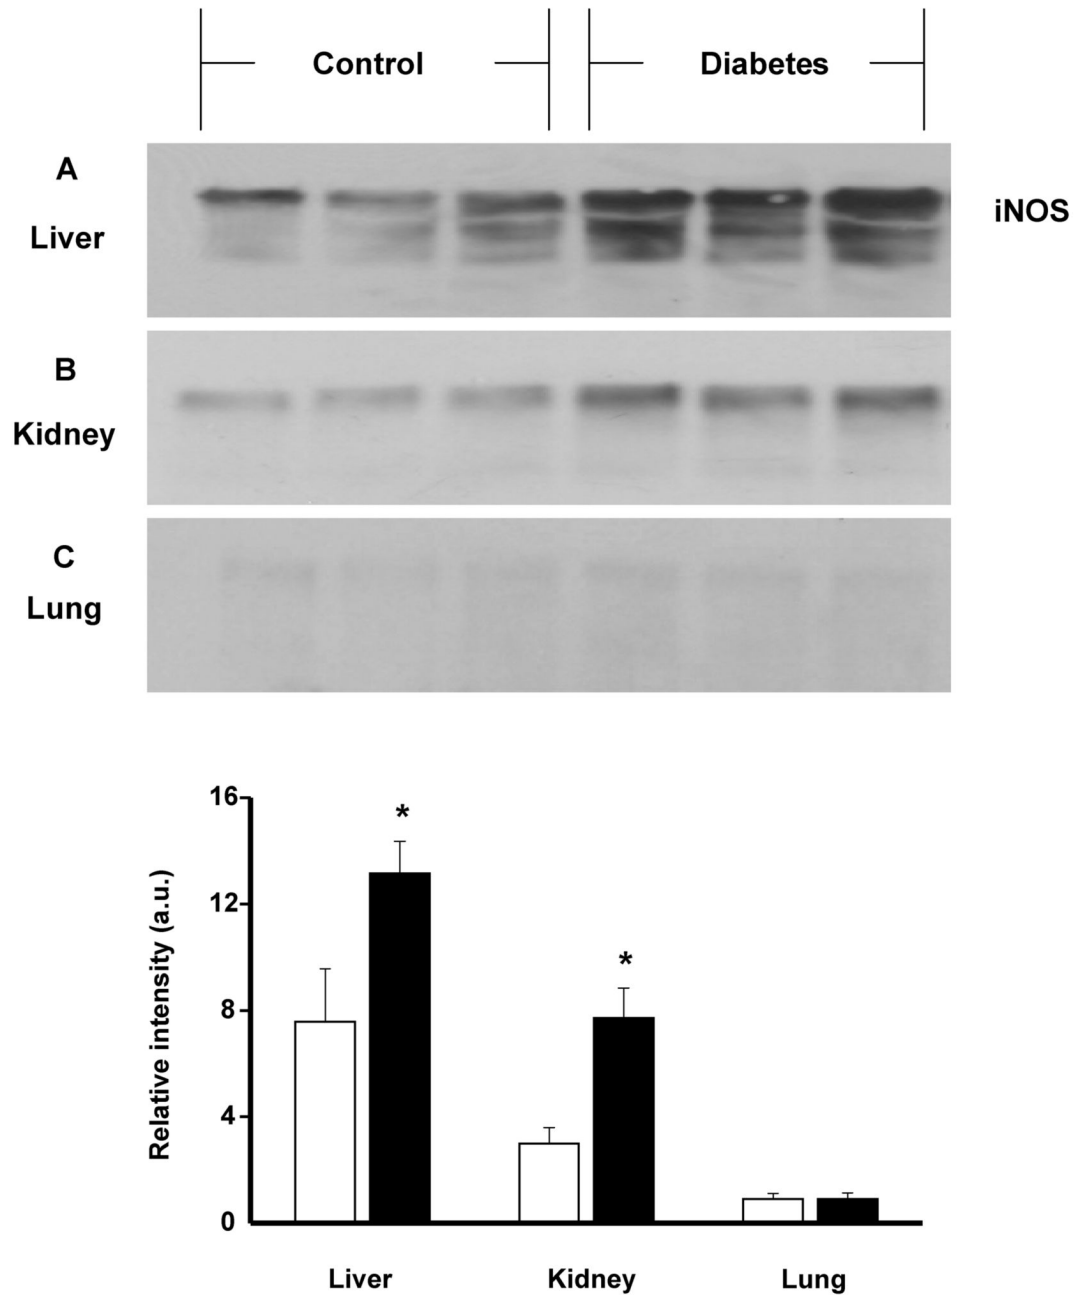 Control Diabetes
A
Liver
iNOS
B
Kidney
C
Lung
16
12
8
4
0
Relative intensity (a.u.)
*
*
Liver Kidney Lung